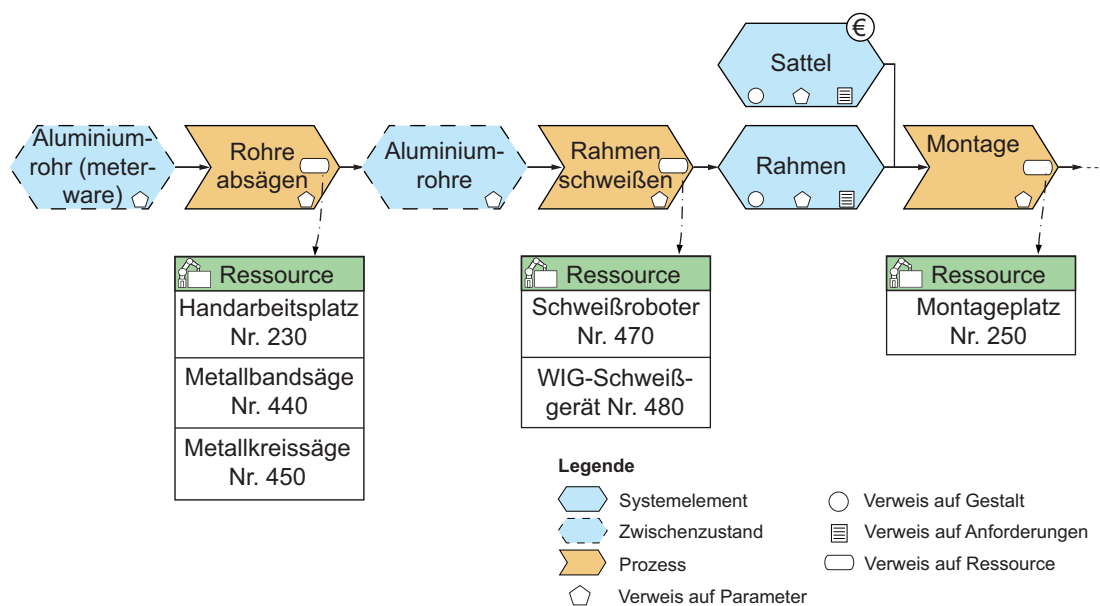 €
Sattel
Aluminium-
rohr (meter-
ware)
Rohre
absägen
Aluminium-
rohre
Rahmen
schweißen
Rahmen
Montage
Ressource
Handarbeitsplatz
Nr. 230
Metallbandsäge
Nr. 440
Metallkreissäge
Nr. 450
Ressource
Schweißroboter
Nr. 470
WIG-Schweiß-
gerät Nr. 480
Ressource
Montageplatz
Nr. 250
Legende
Systemelement
Zwischenzustand
Prozess
Verweis auf Parameter
Verweis auf Gestalt
Verweis auf Anforderungen
Verweis auf Ressource